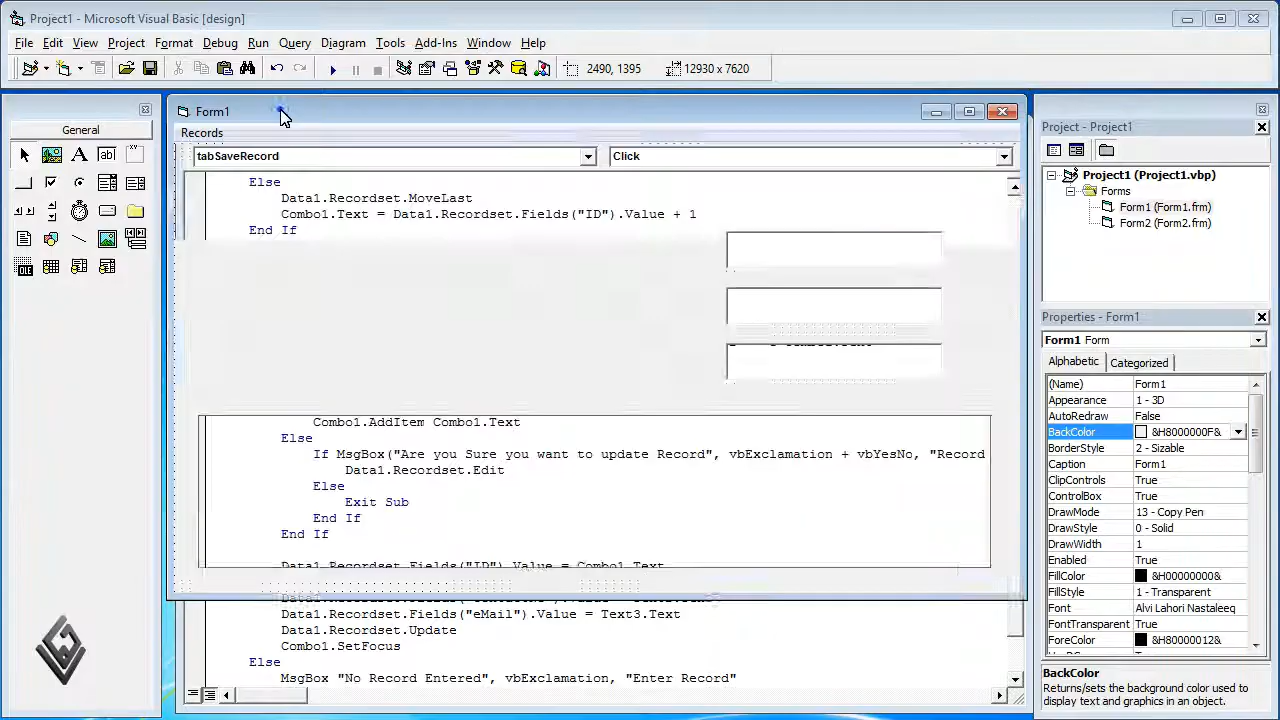 Project1 - Microsoft Visual Basic [design]
File Edit View Project Format Debug Run Query Diagram Tools Add-Ins Window Help
2490, 1395 12930 x 7620
General
Form1
Records
tabSaveRecord Click
Else
Data1.Recordset.MoveLast
Combo1.Text = Data1.Recordset.Fields("ID").Value + 1
End If
Combo1.AddItem Combo1.Text
Else
If MsgBox("Are you Sure you want to update Record", vbExclamation + vbYesNo, "Record
Data1.Recordset.Edit
Else
Exit Sub
End If
End If
Data1.Recordset.Fields("ID").Value = Combo1.Text
Data1.Recordset.Fields("eMail").Value = Text3.Text
Data1.Recordset.Update
Combo1.SetFocus
Else
MsgBox "No Record Entered", vbExclamation, "Enter Record"
Project - Project1
Project1 (Project1.vbp)
Forms
Form1 (Form1.frm)
Form2 (Form2.frm)
Properties - Form1
Form1 Form
Alphabetic Categorized
(Name) Form1
Appearance 1 - 3D
AutoRedraw False
BackColor &H8000000F&
BorderStyle 2 - Sizable
Caption Form1
ClipControls True
ControlBox True
DrawMode 13 - Copy Pen
DrawStyle 0 - Solid
DrawWidth 1
Enabled True
FillColor &H00000000&
FillStyle 1 - Transparent
Font Alvi Lahori Nastaleeq
FontTransparent True
ForeColor &H80000012&
BackColor
Returns/sets the background color used to
display text and graphics in an object.